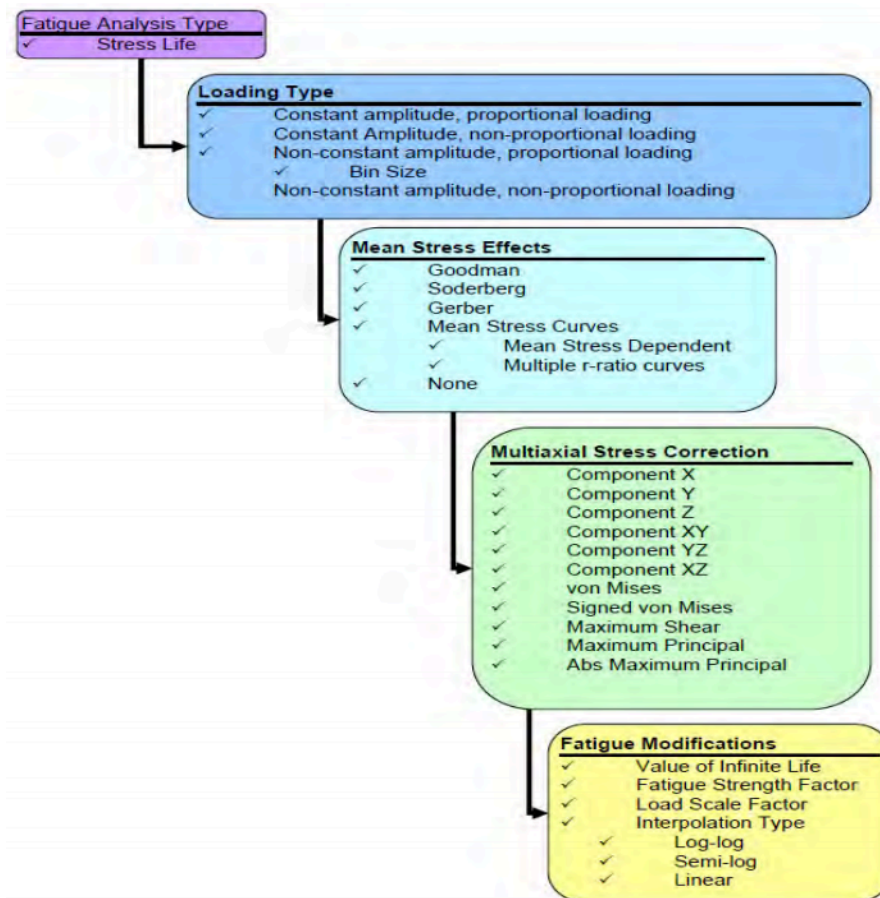 Fatigue Analysis Type
✓ Stress Life
Loading Type
✓ Constant amplitude, proportional loading
✓ Constant Amplitude, non-proportional loading
✓ Non-constant amplitude, proportional loading
✓ Bin Size
Non-constant amplitude, non-proportional loading
Mean Stress Effects
✓ Goodman
✓ Soderberg
✓ Gerber
✓ Mean Stress Curves
✓ Mean Stress Dependent
✓ Multiple r-ratio curves
✓ None
Multiaxial Stress Correction
✓ Component X
✓ Component Y
✓ Component Z
✓ Component XY
✓ Component YZ
✓ Component XZ
✓ von Mises
✓ Signed von Mises
✓ Maximum Shear
✓ Maximum Principal
✓ Abs Maximum Principal
Fatigue Modifications
✓ Value of Infinite Life
✓ Fatigue Strength Factor
✓ Load Scale Factor
✓ Interpolation Type
✓ Log-log
✓ Semi-log
✓ Linear